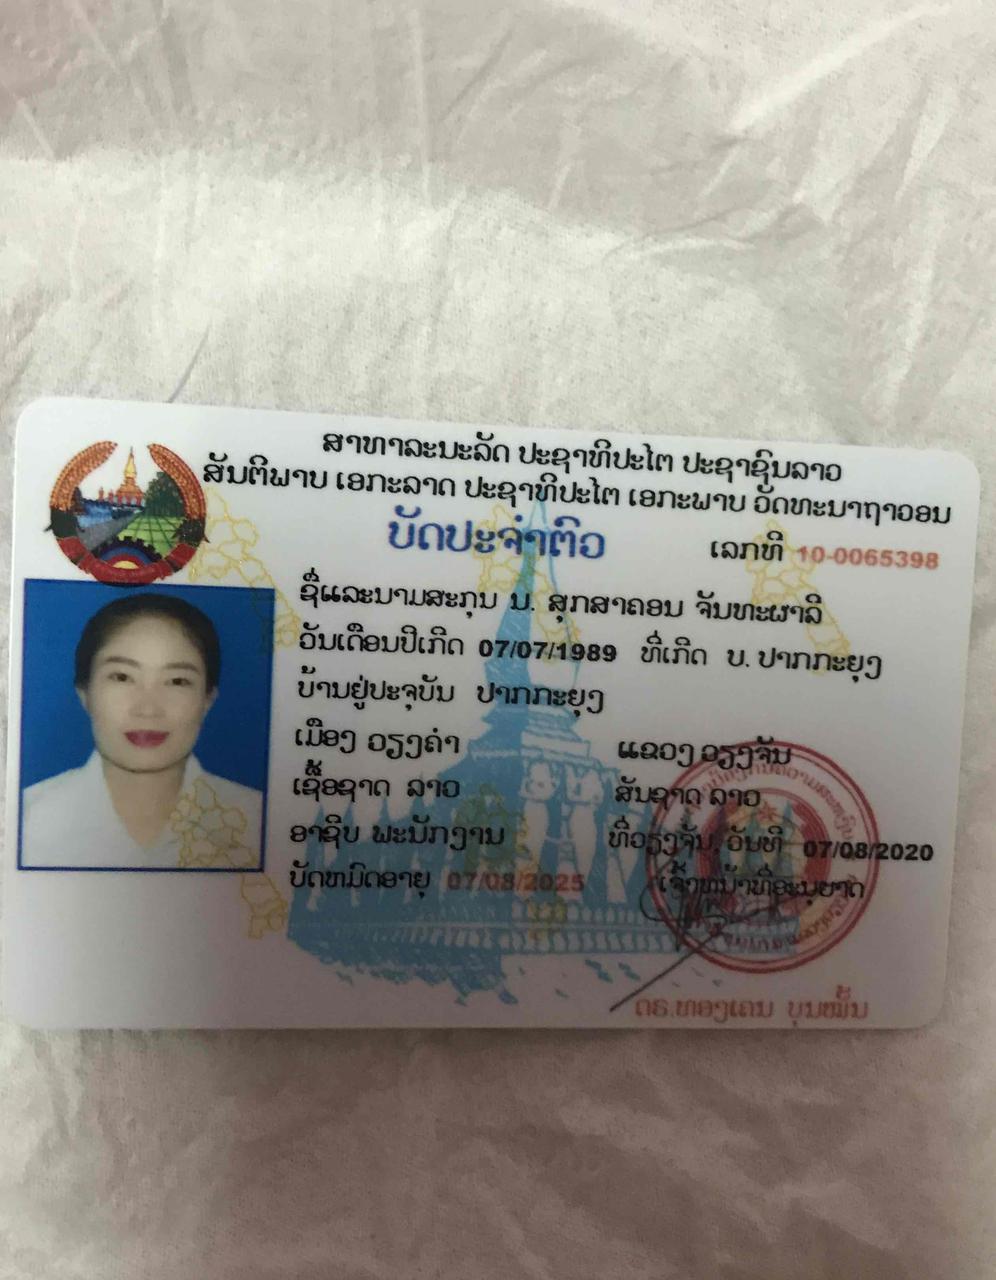 ສາທາລະນະລັດ ປະຊາທິປະໄຕ ປະຊາຊົນລາວ
ສັນຕິພາບ ເອກະລາດ ປະຊາທິປະໄຕ ເອກະພາບ ວັດທະນາຖາວອນ
ບັດປະຈຳຕົວ
ເລກທີ 10-0065398
ຊື່ແລະນາມສະກຸນ ນ. ສຸກສາຄອນ ຈັນທະຜາລີ
ວັນເດືອນປີເກີດ 07/07/1989 ທີ່ເກີດ ບ. ປາກກະຍຸງ
ບ້ານຢູ່ປະຈຸບັນ ປາກກະຍຸງ
ເມືອງ ວຽງຄຳ ແຂວງ ວຽງຈັນ
ເຊື້ອຊາດ ລາວ ສັນຊາດ ລາວ
ອາຊີບ ພະນັກງານ ທີ່ວຽງຈັນ, ວັນທີ 07/08/2020
ບັດຫມົດອາຍຸ 07/08/2025 ເຈົ້າຫນ້າທີ່ອະນຸຍາດ
ດຣ.ທອງເດນ ບຸນໝັ້ນ